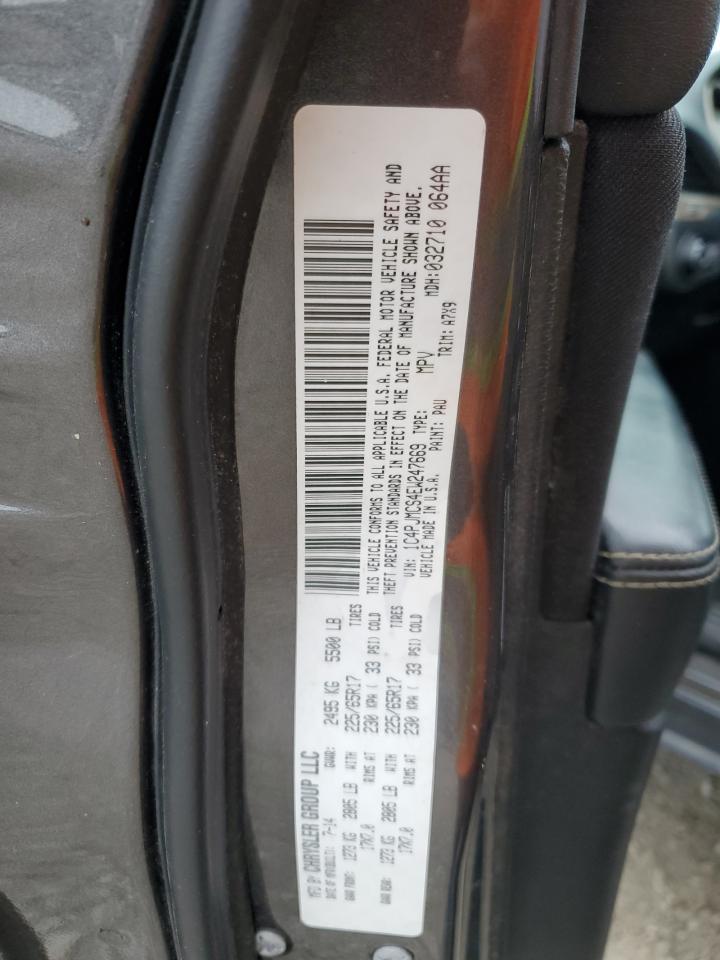 MFD BY CHRYSLER GROUP LLC
DATE OF MFR(BUILT): 7-14 GVWR: 2495 KG 5500 LB
GAWR FRONT: 1273 KG 2805 LB WITH 225/65R17 TIRES
17X7.0 RIMS AT 230 KPA ( 33 PSI) COLD
GAWR REAR: 1273 KG 2805 LB WITH 225/65R17 TIRES
17X7.0 RIMS AT 230 KPA ( 33 PSI) COLD
THIS VEHICLE CONFORMS TO ALL APPLICABLE U.S.A. FEDERAL MOTOR VEHICLE SAFETY AND
THEFT PREVENTION STANDARDS IN EFFECT ON THE DATE OF MANUFACTURE SHOWN ABOVE.
VIN: 1C4PJMCS4EW247669 TYPE: MPV MDH:032710 064AA
VEHICLE MADE IN U.S.A. PAINT: PAU TRIM: A7X9